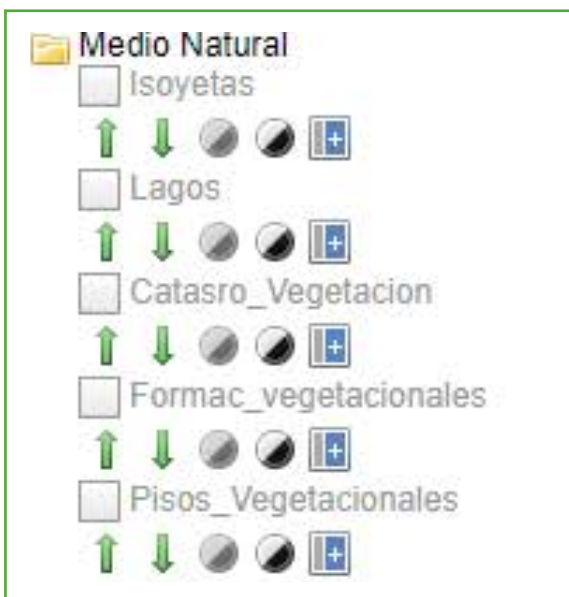 Medio Natural
Isoyetas
Lagos
Catasro_Vegetacion
Formac_vegetacionales
Pisos_Vegetacionales